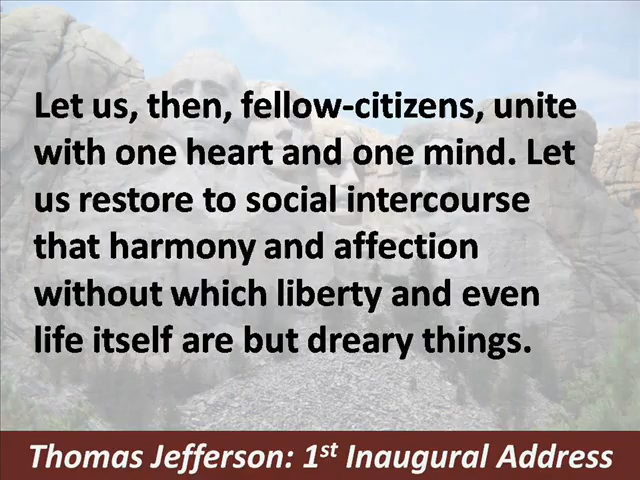 Let us, then, fellow-citizens, unite
with one heart and one mind. Let
us restore to social intercourse
that harmony and affection
without which liberty and even
life itself are but dreary things.
Thomas Jefferson: 1st Inaugural Address